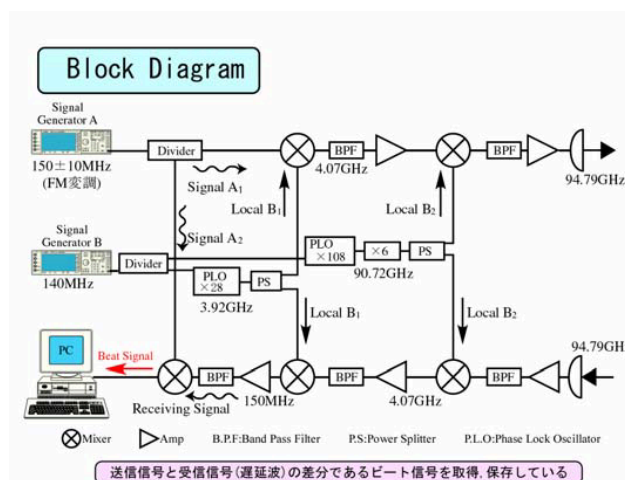 Block Diagram
Signal
Generator A
150±10MHz
(FM変調)
Divider
Signal A1
Signal A2
Local B1
BPF
4.07GHz
Local B2
BPF
94.79GHz
Signal
Generator B
140MHz
Divider
PLO
×28
PS
3.92GHz
PLO
×108
×6
PS
90.72GHz
Local B1
Local B2
94.79GH
PC
Beat Signal
BPF
150MHz
Receiving Signal
BPF
4.07GHz
BPF
Mixer
Amp
B.P.F:Band Pass Filter
P.S:Power Splitter
P.L.O:Phase Lock Oscillator
送信信号と受信信号(遅延波)の差分であるビート信号を取得,保存している